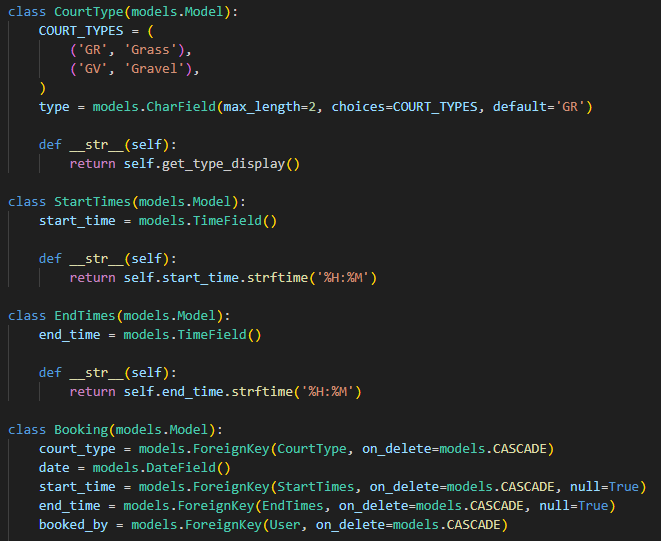 class CourtType(models.Model):
    COURT_TYPES = (
        ('GR', 'Grass'),
        ('GV', 'Gravel'),
    )
    type = models.CharField(max_length=2, choices=COURT_TYPES, default='GR')
    def __str__(self):
        return self.get_type_display()
class StartTimes(models.Model):
    start_time = models.TimeField()
    def __str__(self):
        return self.start_time.strftime('%H:%M')
class EndTimes(models.Model):
    end_time = models.TimeField()
    def __str__(self):
        return self.end_time.strftime('%H:%M')
class Booking(models.Model):
    court_type = models.ForeignKey(CourtType, on_delete=models.CASCADE)
    date = models.DateField()
    start_time = models.ForeignKey(StartTimes, on_delete=models.CASCADE, null=True)
    end_time = models.ForeignKey(EndTimes, on_delete=models.CASCADE, null=True)
    booked_by = models.ForeignKey(User, on_delete=models.CASCADE)